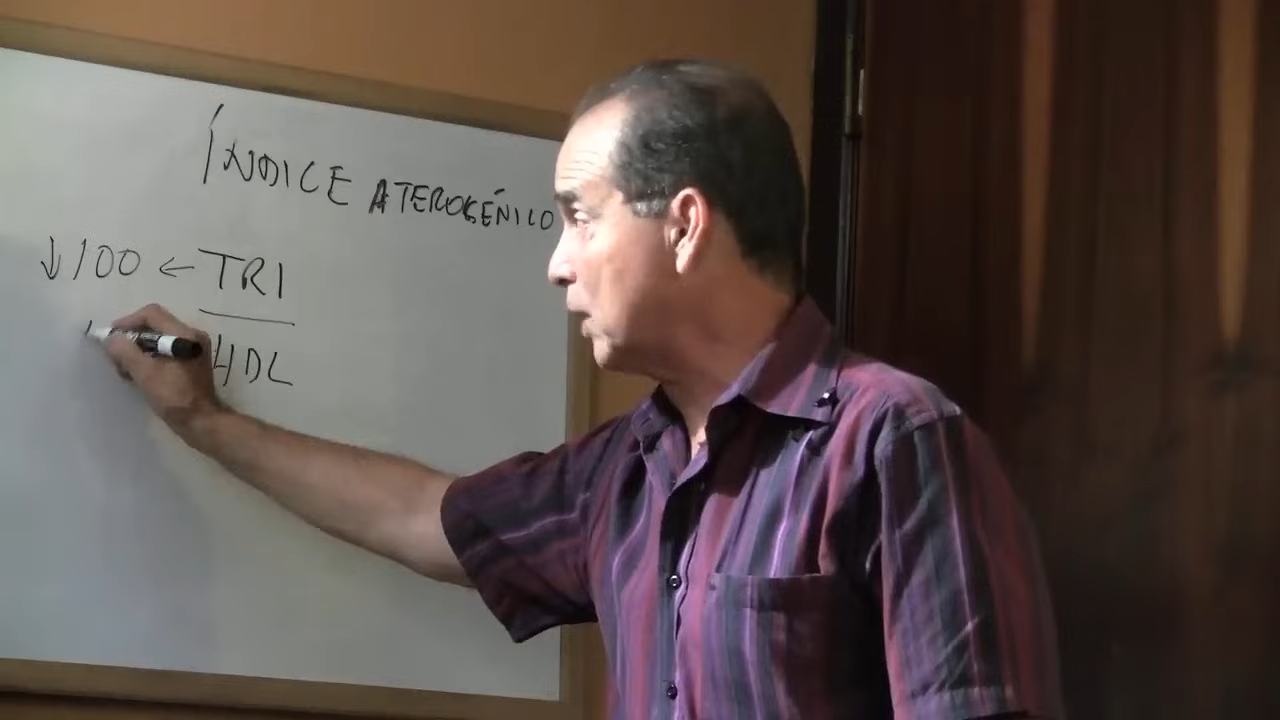 ÍNDICE ATEROGÉNICO
↓100 ← TRI
HDL